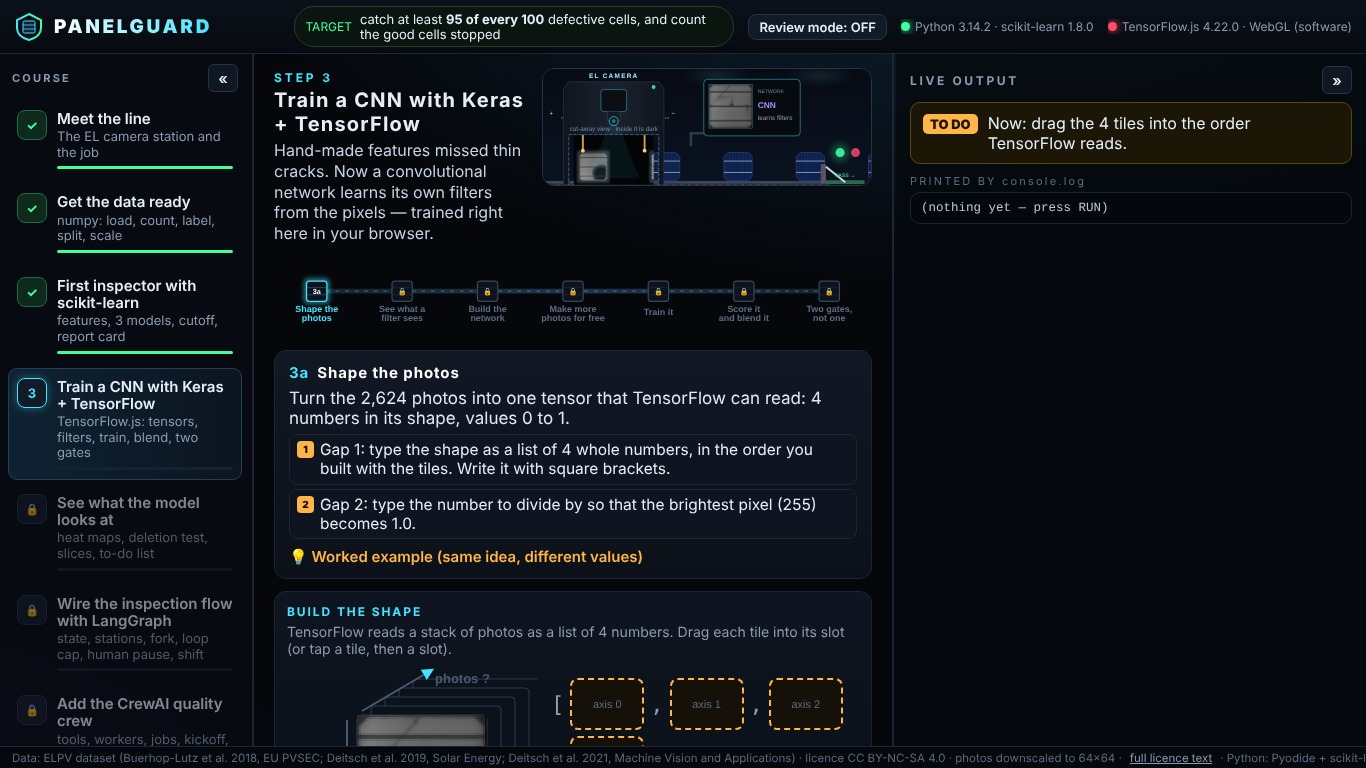 PANELGUARD
TARGET catch at least 95 of every 100 defective cells, and count
the good cells stopped
Review mode: OFF
Python 3.14.2 · scikit-learn 1.8.0
TensorFlow.js 4.22.0 · WebGL (software)
COURSE
«
Meet the line
The EL camera station and
the job
Get the data ready
numpy: load, count, label,
split, scale
First inspector with
scikit-learn
features, 3 models, cutoff,
report card
3
Train a CNN with Keras
+ TensorFlow
TensorFlow.js: tensors,
filters, train, blend, two
gates
See what the model
looks at
heat maps, deletion test,
slices, to-do list
Wire the inspection flow
with LangGraph
state, stations, fork, loop
cap, human pause, shift
Add the CrewAI quality
crew
tools, workers, jobs, kickoff,
STEP 3
Train a CNN with Keras
+ TensorFlow
Hand-made features missed thin
cracks. Now a convolutional
network learns its own filters
from the pixels — trained right
here in your browser.
EL CAMERA
cut-away view · inside it is dark
NETWORK
CNN
learns filters
3a
Shape the
photos
See what a
filter sees
Build the
network
Make more
photos for free
Train it
Score it
and blend it
Two gates,
not one
3a Shape the photos
Turn the 2,624 photos into one tensor that TensorFlow can read: 4
numbers in its shape, values 0 to 1.
1 Gap 1: type the shape as a list of 4 whole numbers, in the order you
built with the tiles. Write it with square brackets.
2 Gap 2: type the number to divide by so that the brightest pixel (255)
becomes 1.0.
💡 Worked example (same idea, different values)
BUILD THE SHAPE
TensorFlow reads a stack of photos as a list of 4 numbers. Drag each tile into its slot
(or tap a tile, then a slot).
photos ?
[ axis 0 , axis 1 , axis 2
LIVE OUTPUT
»
TO DO
Now: drag the 4 tiles into the order
TensorFlow reads.
PRINTED BY console.log
(nothing yet — press RUN)
Data: ELPV dataset (Buerhop-Lutz et al. 2018, EU PVSEC; Deitsch et al. 2019, Solar Energy; Deitsch et al. 2021, Machine Vision and Applications) · licence CC BY-NC-SA 4.0 · photos downscaled to 64×64 · full licence text · Python: Pyodide + scikit-